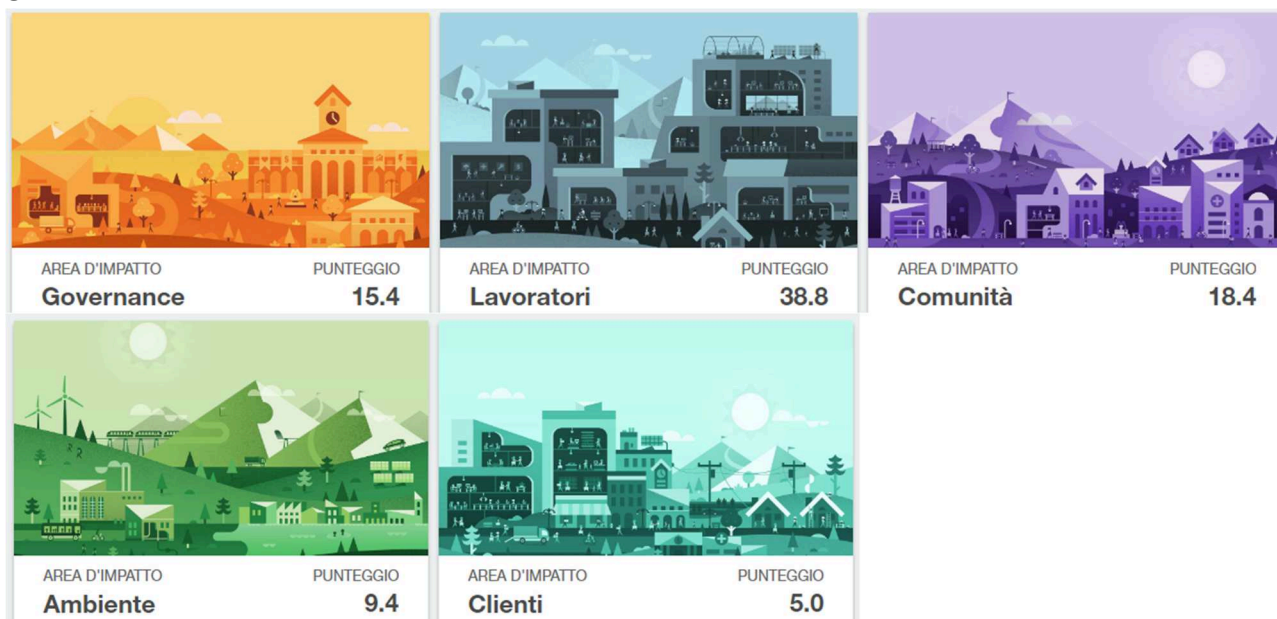 AREA D'IMPATTO PUNTEGGIO
Governance 15.4
AREA D'IMPATTO PUNTEGGIO
Lavoratori 38.8
AREA D'IMPATTO PUNTEGGIO
Comunità 18.4
AREA D'IMPATTO PUNTEGGIO
Ambiente 9.4
AREA D'IMPATTO PUNTEGGIO
Clienti 5.0